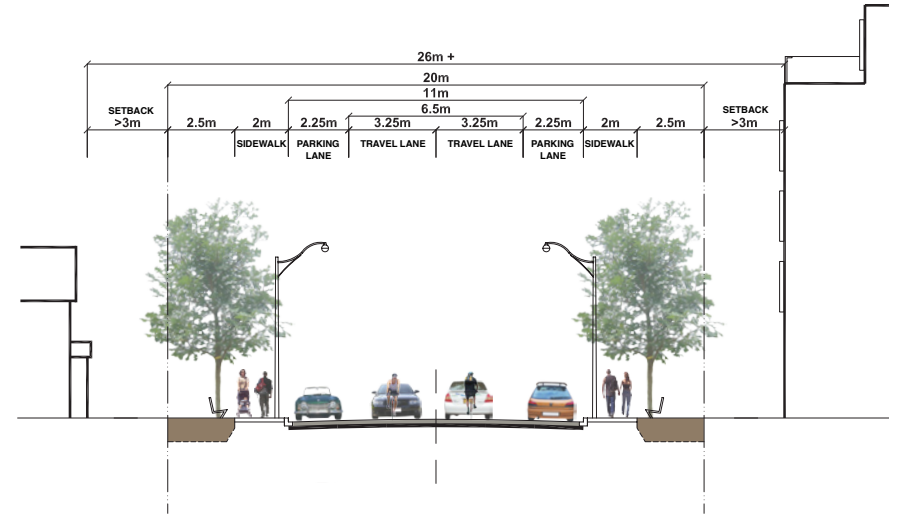 26m +
20m
11m
6.5m
SETBACK
>3m
2.5m
2m
2.25m
3.25m
3.25m
2.25m
2m
2.5m
SETBACK
>3m
SIDEWALK
PARKING
LANE
TRAVEL LANE
TRAVEL LANE
PARKING
LANE
SIDEWALK